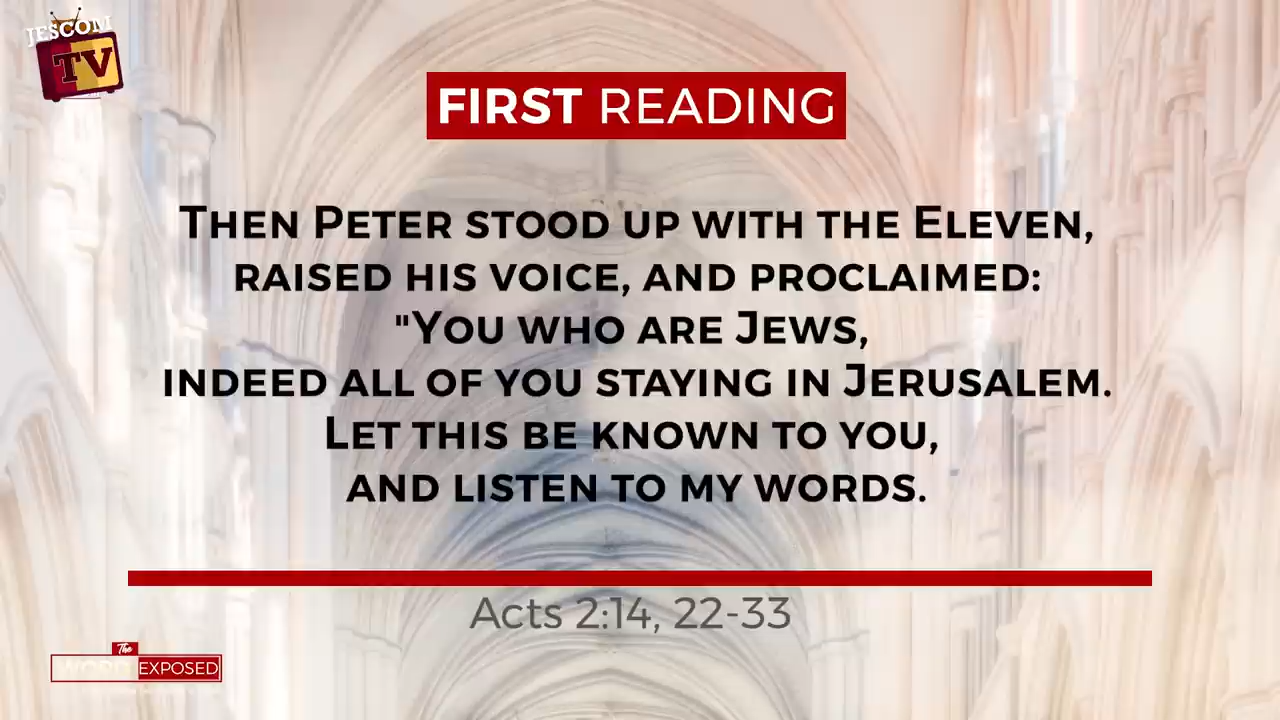 JESCOM
TV
FIRST READING
THEN PETER STOOD UP WITH THE ELEVEN,
RAISED HIS VOICE, AND PROCLAIMED:
"YOU WHO ARE JEWS,
INDEED ALL OF YOU STAYING IN JERUSALEM.
LET THIS BE KNOWN TO YOU,
AND LISTEN TO MY WORDS.
Acts 2:14, 22-33
The
WORD EXPOSED